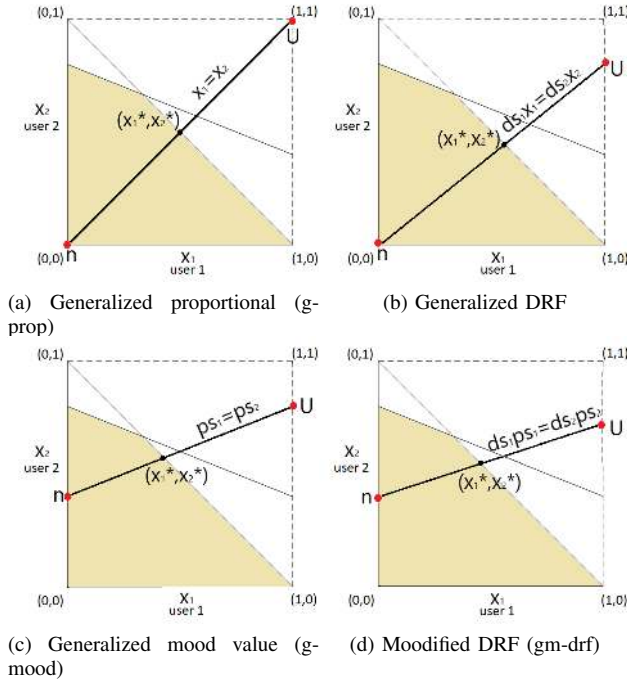 (0,1)
(1,1)
U
x₁=x₂
X₂
user 2
(x₁*,x₂*)
n
(0,0)
X₁
user 1
(1,0)
(a) Generalized proportional (g-
prop)
(0,1)
(1,1)
U
ds₁x₁=ds₂x₂
X₂
user 2
(x₁*,x₂*)
n
(0,0)
X₁
user 1
(1,0)
(b) Generalized DRF
(0,1)
(1,1)
U
ps₁=ps₂
X₂
user 2
(x₁*,x₂*)
n
(0,0)
X₁
user 1
(1,0)
(c) Generalized mood value (g-
mood)
(0,1)
(1,1)
U
ds₁ps₁=ds₂ps₂
X₂
user 2
(x₁*,x₂*)
n
(0,0)
X₁
user 1
(1,0)
(d) Moodified DRF (gm-drf)